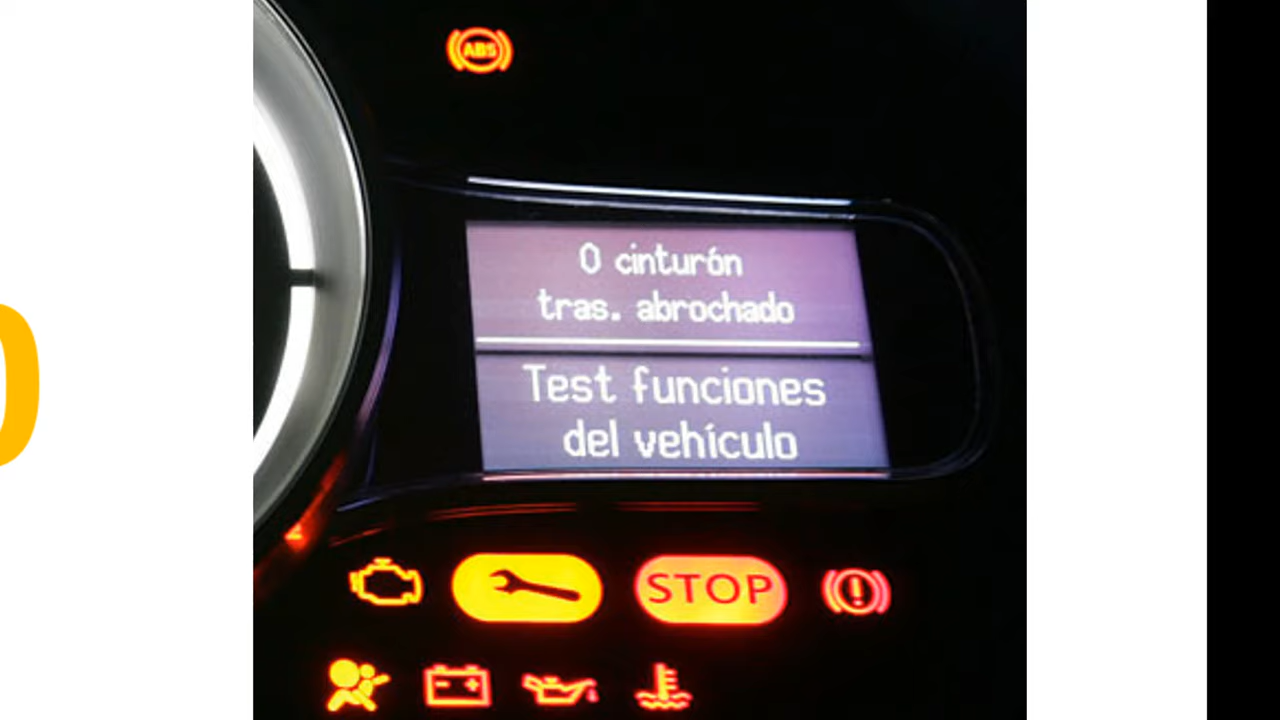 ABS
0 cinturón
tras. abrochado
Test funciones
del vehículo
STOP